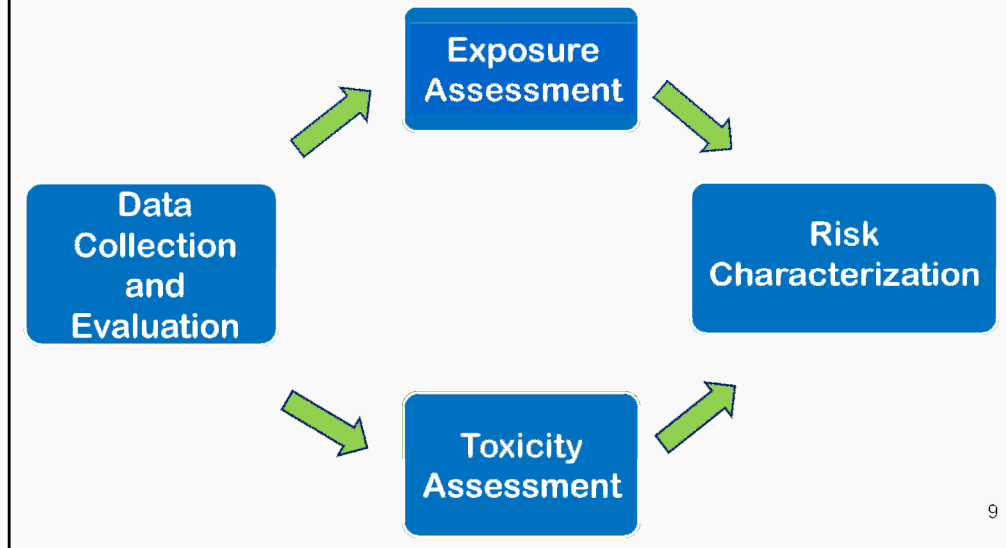 Exposure
Assessment
Data
Collection
and
Evaluation
Risk
Characterization
Toxicity
Assessment
9